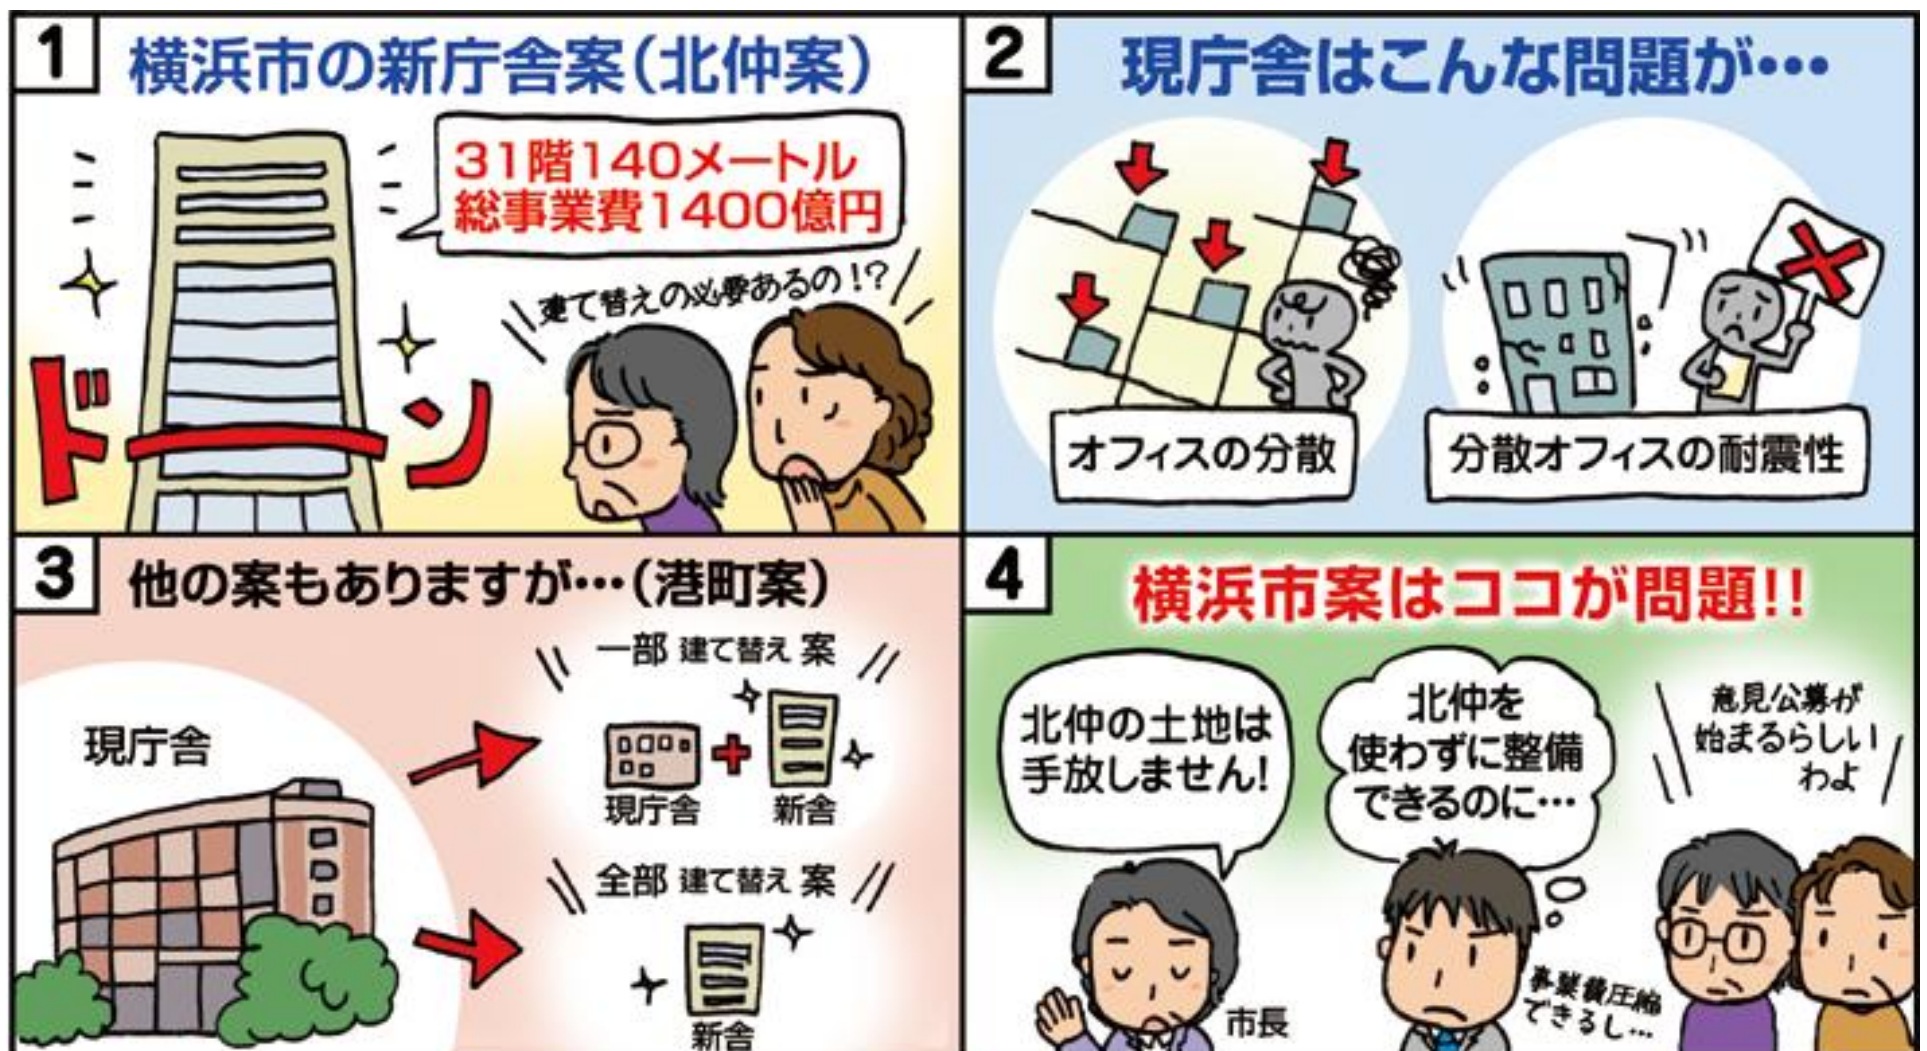 1
横浜市の新庁舎案(北仲案)
31階140メートル
総事業費1400億円
建て替えの必要あるの!?
ドーン
2
現庁舎はこんな問題が…
オフィスの分散
分散オフィスの耐震性
3
他の案もありますが…(港町案)
現庁舎
一部 建て替え 案
現庁舎
新舎
全部 建て替え 案
新舎
4
横浜市案はココが問題!!
北仲の土地は
手放しません!
市長
北仲を
使わずに整備
できるのに…
事業費圧縮
できるし…
意見公募が
始まるらしい
わよ